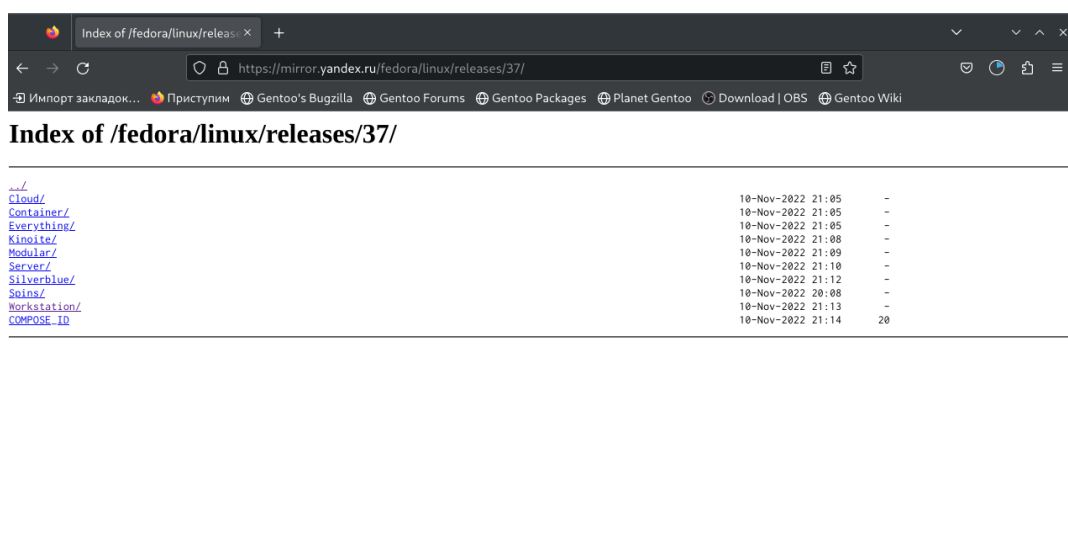 Index of /fedora/linux/release
https://mirror.yandex.ru/fedora/linux/releases/37/
Импорт закладок... Приступим Gentoo's Bugzilla Gentoo Forums Gentoo Packages Planet Gentoo Download | OBS Gentoo Wiki
Index of /fedora/linux/releases/37/
../
Cloud/ 10-Nov-2022 21:05 -
Container/ 10-Nov-2022 21:05 -
Everything/ 10-Nov-2022 21:05 -
Kinoite/ 10-Nov-2022 21:08 -
Modular/ 10-Nov-2022 21:09 -
Server/ 10-Nov-2022 21:10 -
Silverblue/ 10-Nov-2022 21:12 -
Spins/ 10-Nov-2022 20:08 -
Workstation/ 10-Nov-2022 21:13 -
COMPOSE_ID 10-Nov-2022 21:14 20